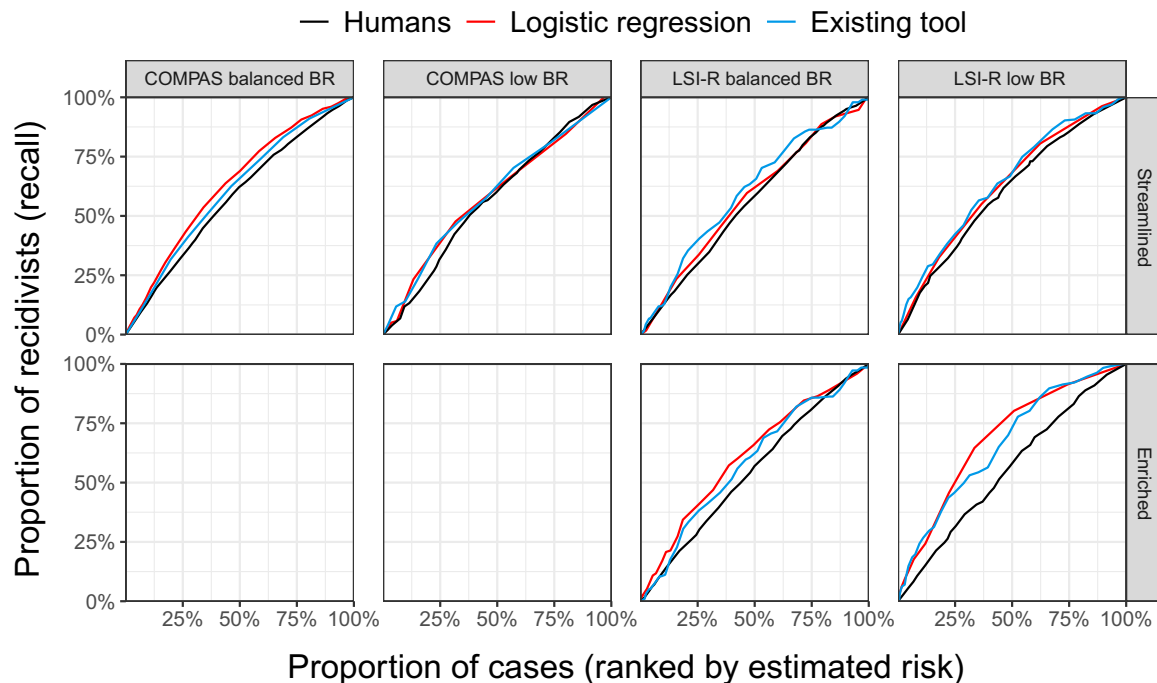 Humans Logistic regression Existing tool
COMPAS balanced BR COMPAS low BR LSI-R balanced BR LSI-R low BR
100%
75%
50%
25%
0%
Streamlined
100%
75%
50%
25%
0%
Enriched
25% 50% 75% 100% 25% 50% 75% 100% 25% 50% 75% 100% 25% 50% 75% 100%
Proportion of recidivists (recall)
Proportion of cases (ranked by estimated risk)